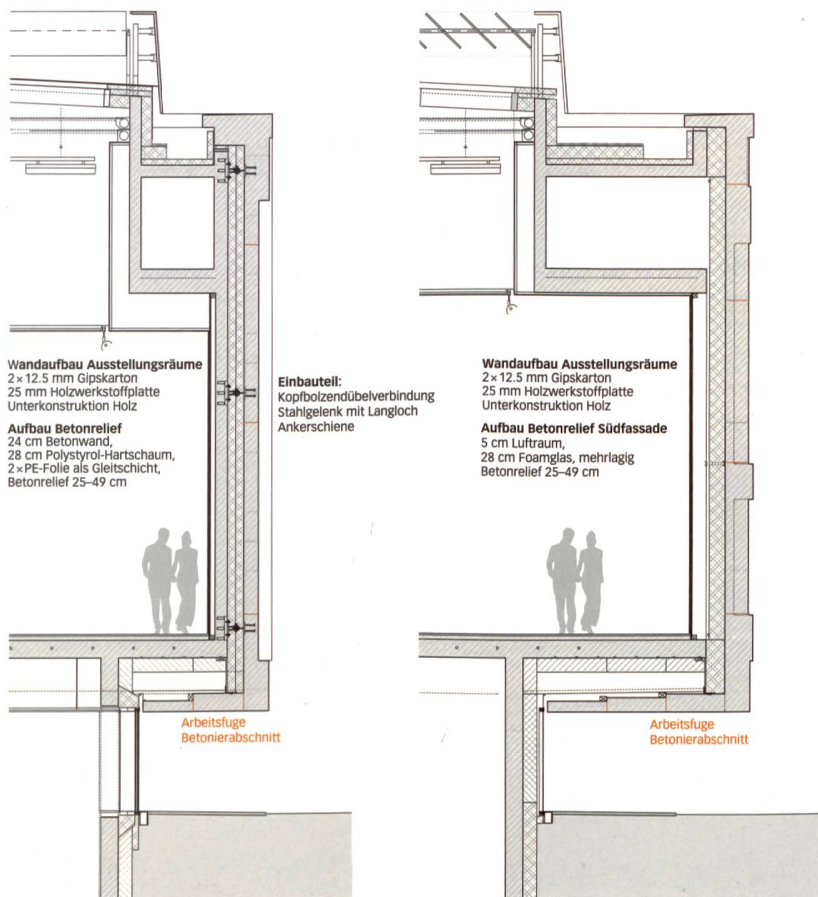 Wandaufbau Ausstellungsräume
2 × 12.5 mm Gipskarton
25 mm Holzwerkstoffplatte
Unterkonstruktion Holz
Aufbau Betonrelief
24 cm Betonwand,
28 cm Polystyrol-Hartschaum,
2 × PE-Folie als Gleitschicht,
Betonrelief 25–49 cm
Einbauteil:
Kopfbolzendübelverbindung
Stahlgelenk mit Langloch
Ankerschiene
Arbeitsfuge
Betonierabschnitt
Wandaufbau Ausstellungsräume
2 × 12.5 mm Gipskarton
25 mm Holzwerkstoffplatte
Unterkonstruktion Holz
Aufbau Betonrelief Südfassade
5 cm Luftraum,
28 cm Foamglas, mehrlagig
Betonrelief 25–49 cm
Arbeitsfuge
Betonierabschnitt